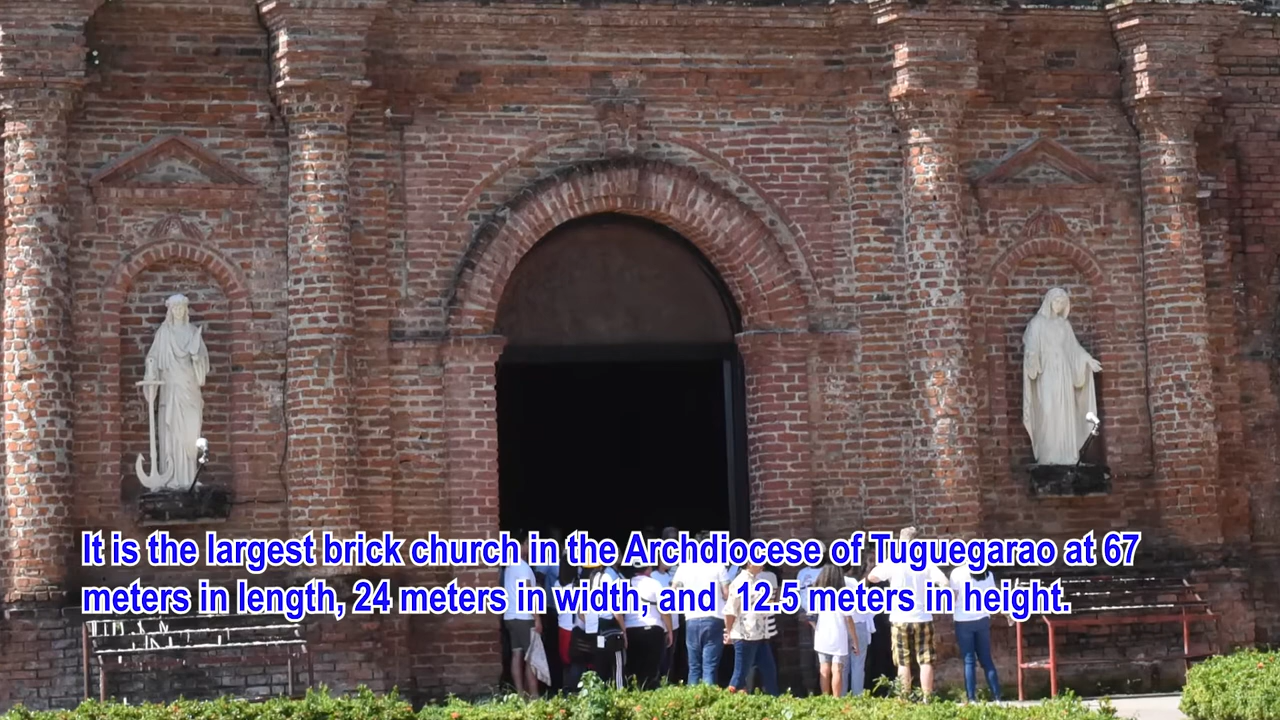 It is the largest brick church in the Archdiocese of Tuguegarao at 67
meters in length, 24 meters in width, and  12.5 meters in height.